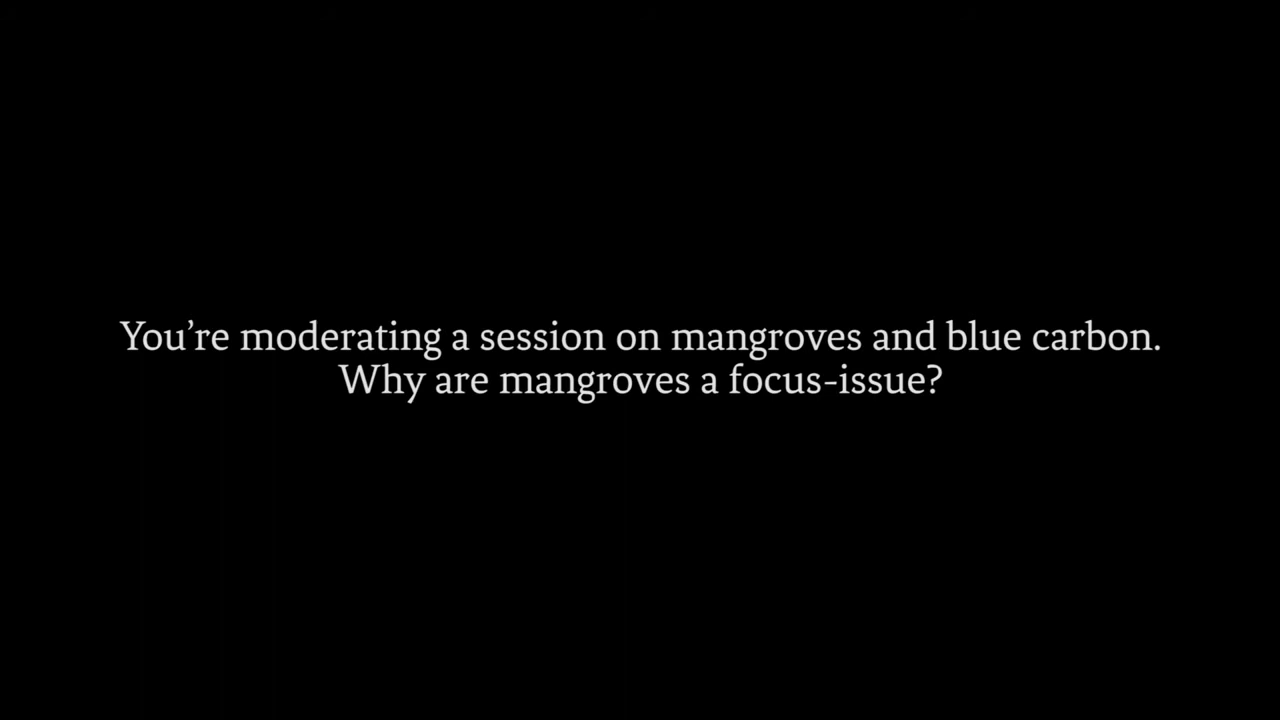 You’re moderating a session on mangroves and blue carbon.
Why are mangroves a focus-issue?